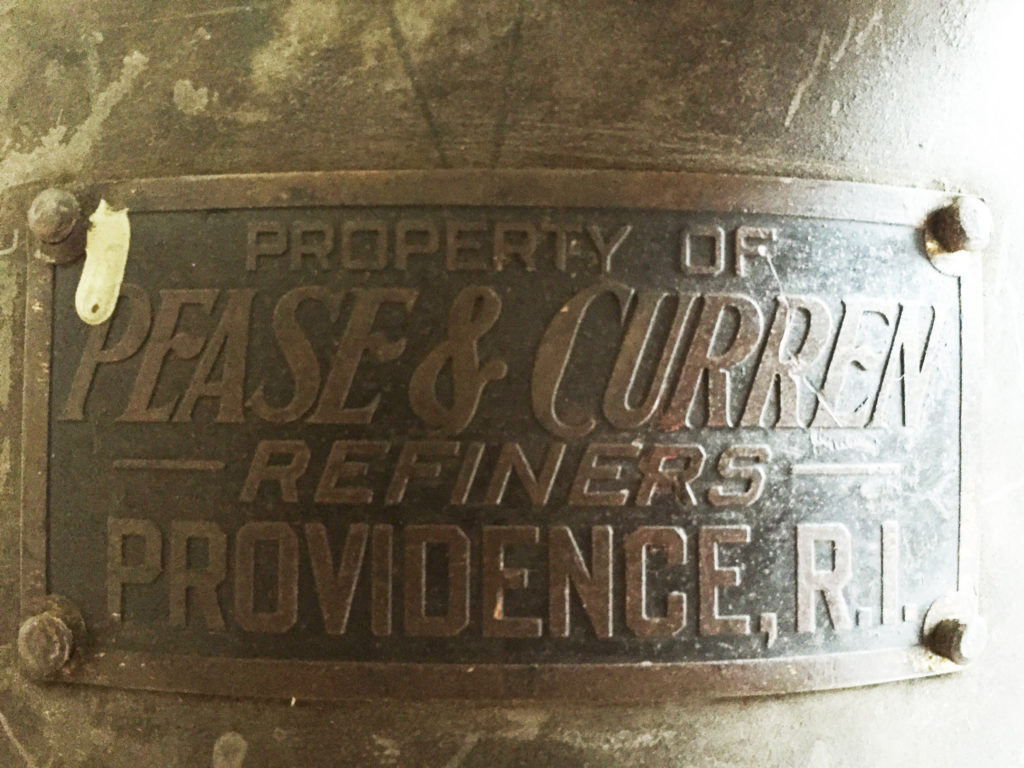 PROPERTY OF
PEASE & CURREN
REFINERS
PROVIDENCE, R.I.